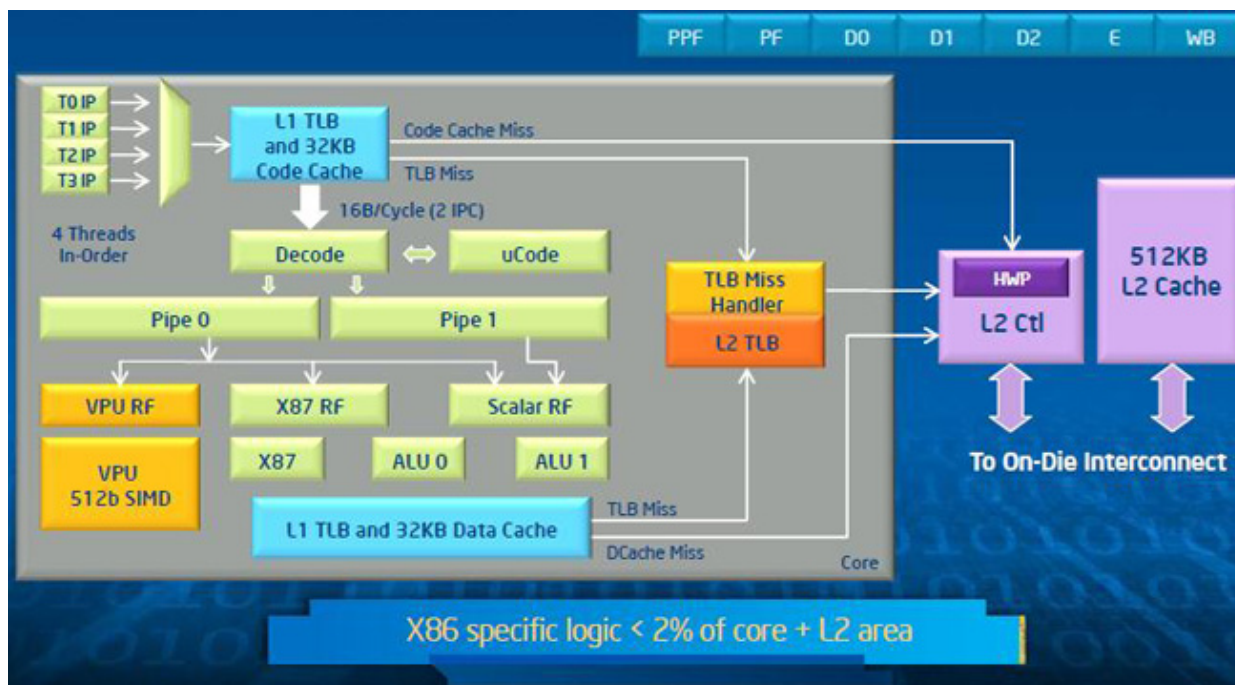 PPF PF D0 D1 D2 E WB
T0 IP
T1 IP
T2 IP
T3 IP
4 Threads
In-Order
L1 TLB
and 32KB
Code Cache
Code Cache Miss
TLB Miss
16B/Cycle (2 IPC)
Decode
uCode
Pipe 0
Pipe 1
VPU RF
X87 RF
Scalar RF
VPU
512b SIMD
X87
ALU 0
ALU 1
L1 TLB and 32KB Data Cache
TLB Miss
DCache Miss
Core
TLB Miss
Handler
L2 TLB
HWP
L2 Ctl
512KB
L2 Cache
To On-Die Interconnect
X86 specific logic < 2% of core + L2 area